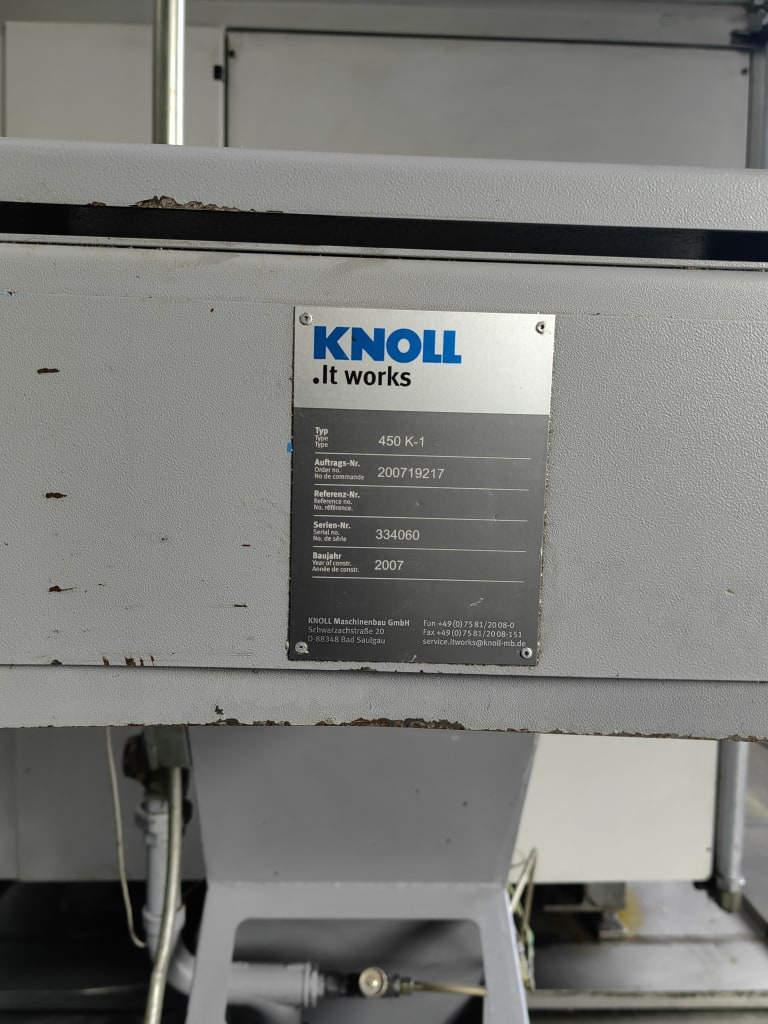 KNOLL
.It works
Typ
Type
Type
450 K-1
Auftrags-Nr.
Order no.
No de commande
200719217
Referenz-Nr.
Reference no.
No. référence.
Serien-Nr.
Serial no.
No. de série
334060
Baujahr
Year of constr.
Année de constr.
2007
KNOLL Maschinenbau GmbH
Schwarzachstraße 20
D-88348 Bad Saulgau
Fon +49 (0) 75 81/20 08-0
Fax +49 (0) 75 81/20 08-151
service.itworks@knoll-mb.de